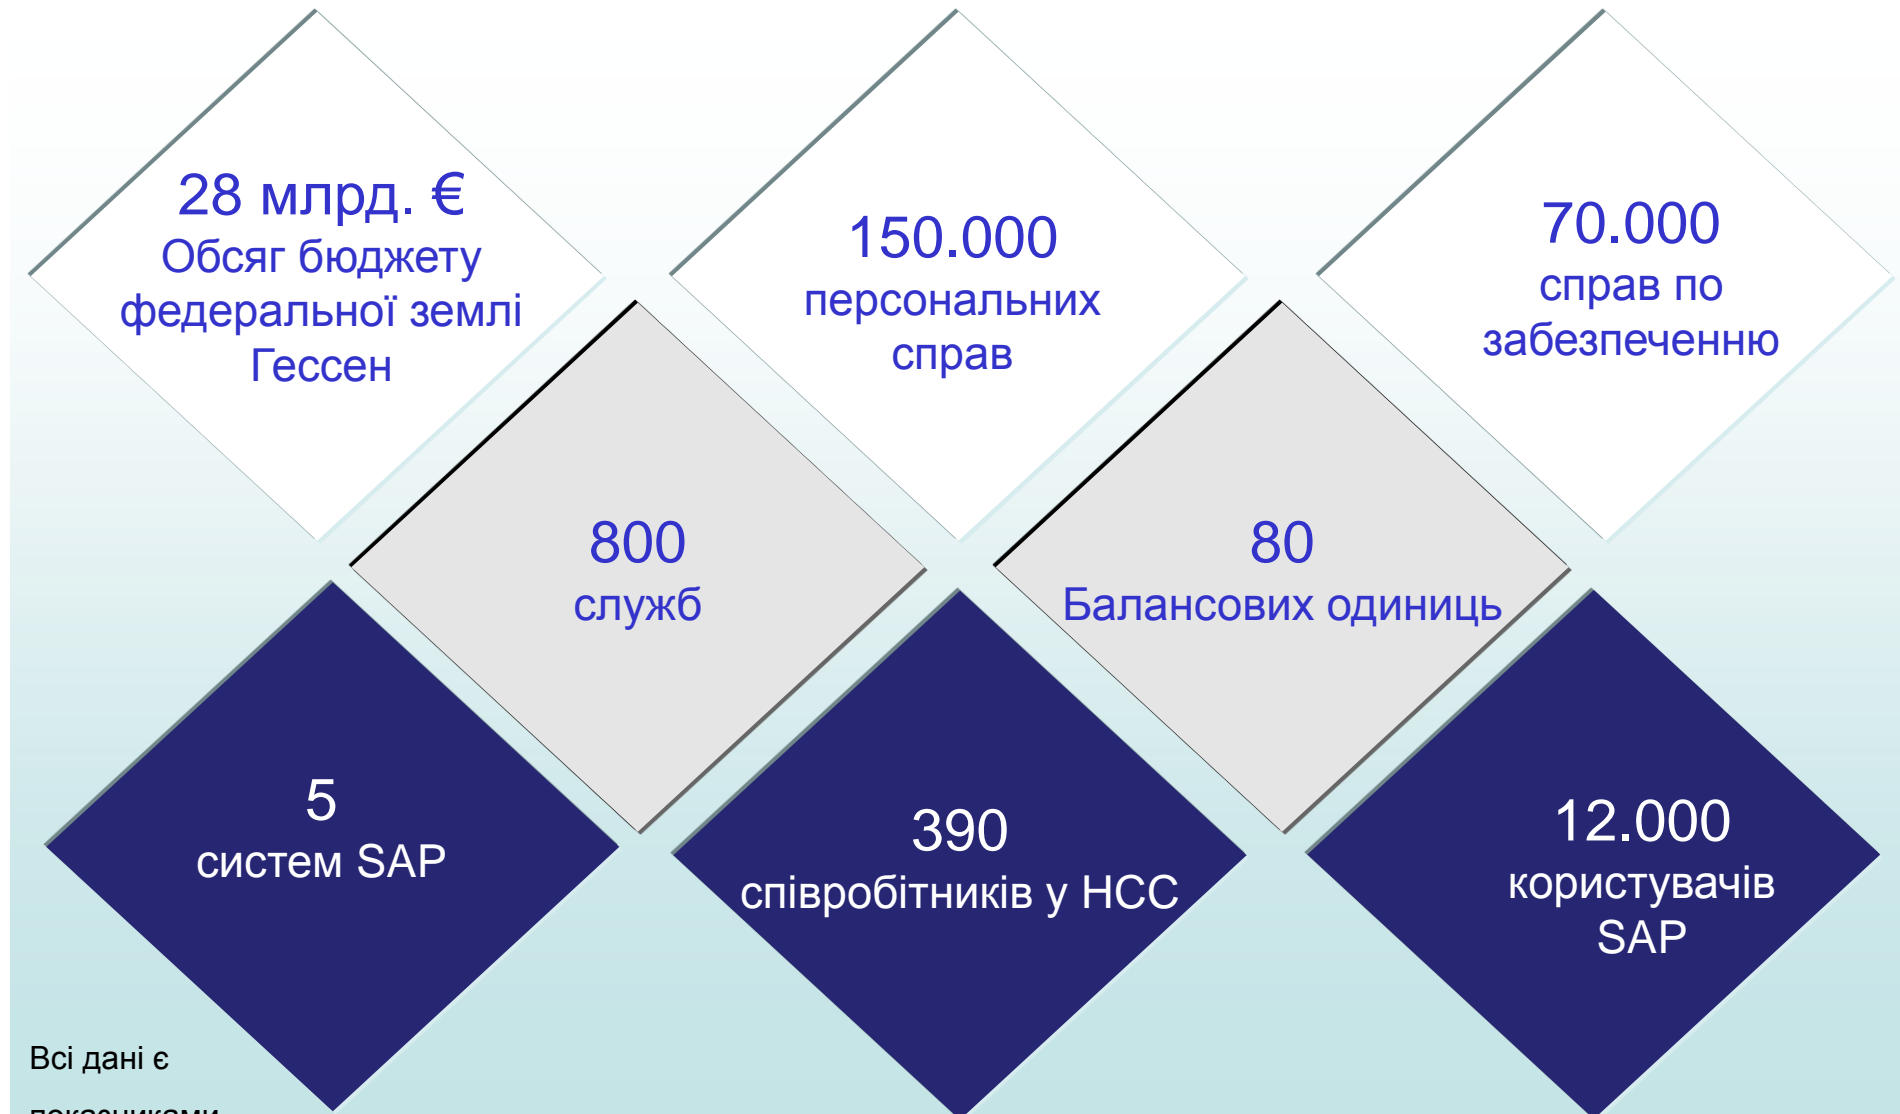 28 млрд. €
Обсяг бюджету
федеральної землі
Гессен
150.000
персональних
справ
70.000
справ по
забезпеченню
800
служб
80
Балансових одиниць
5
систем SAP
390
співробітників у НСС
12.000
користувачів
SAP
Всі дані є
показниками